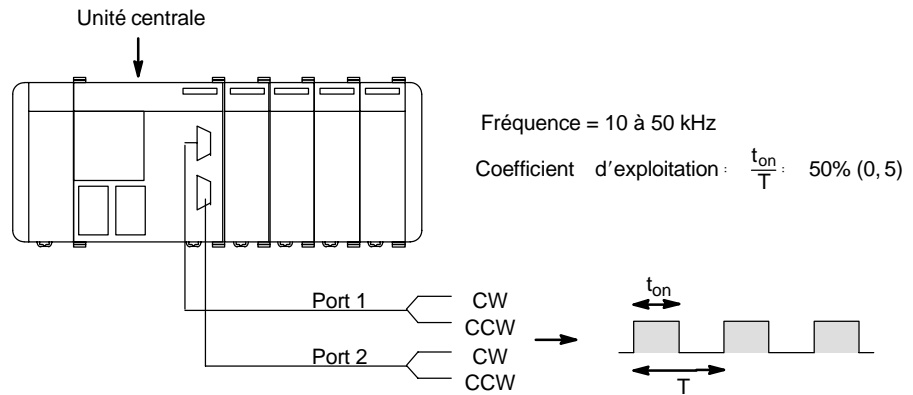 Unité centrale
Fréquence = 10 à 50 kHz
Coefficient d'exploitation : ton/T : 50% (0, 5)
ton
Port 1
CW
CCW
Port 2
CW
CCW
T